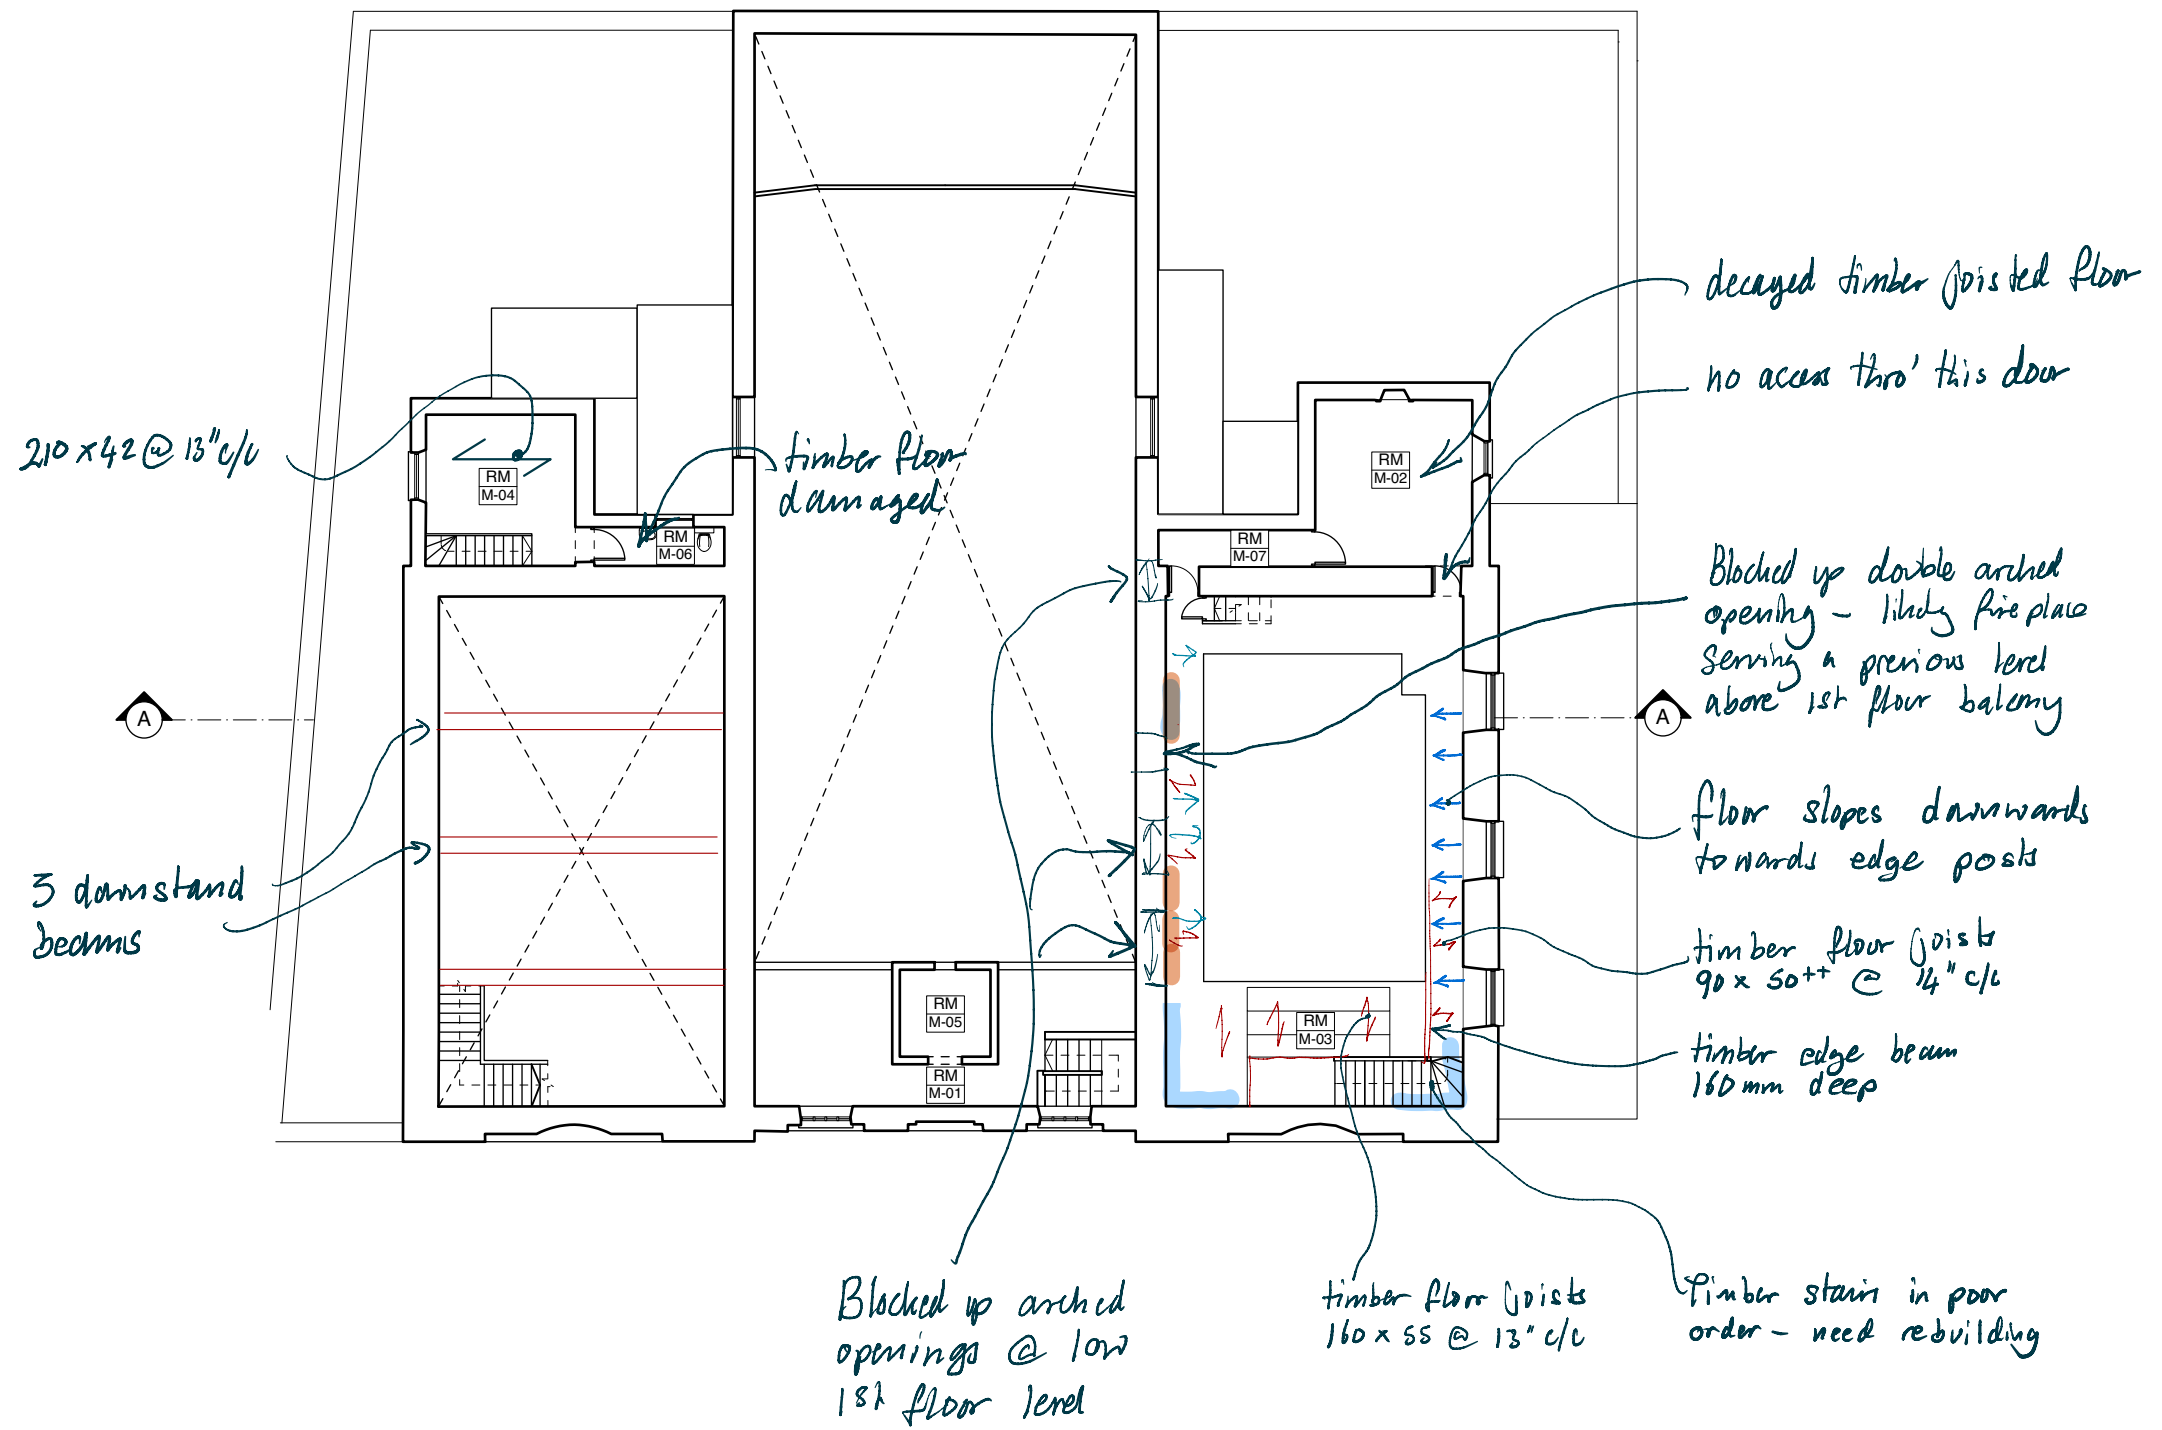 decayed timber joisted floor
no access thro' this door
210 x 42 @ 13" c/c
timber floor
damaged
RM
M-04
RM
M-06
RM
M-02
RM
M-07
Blocked up double arched
opening – likely fireplace
serving a previous level
above 1st floor balcony
A
A
floor slopes downwards
towards edge posts
3 downstand
beams
timber floor joists
90 x 50++ @ 14" c/c
RM
M-05
RM
M-03
RM
M-01
timber edge beam
160mm deep
Blocked up arched
openings @ low
1st floor level
timber floor joists
160 x 55 @ 13" c/c
Timber stairs in poor
order – need rebuilding